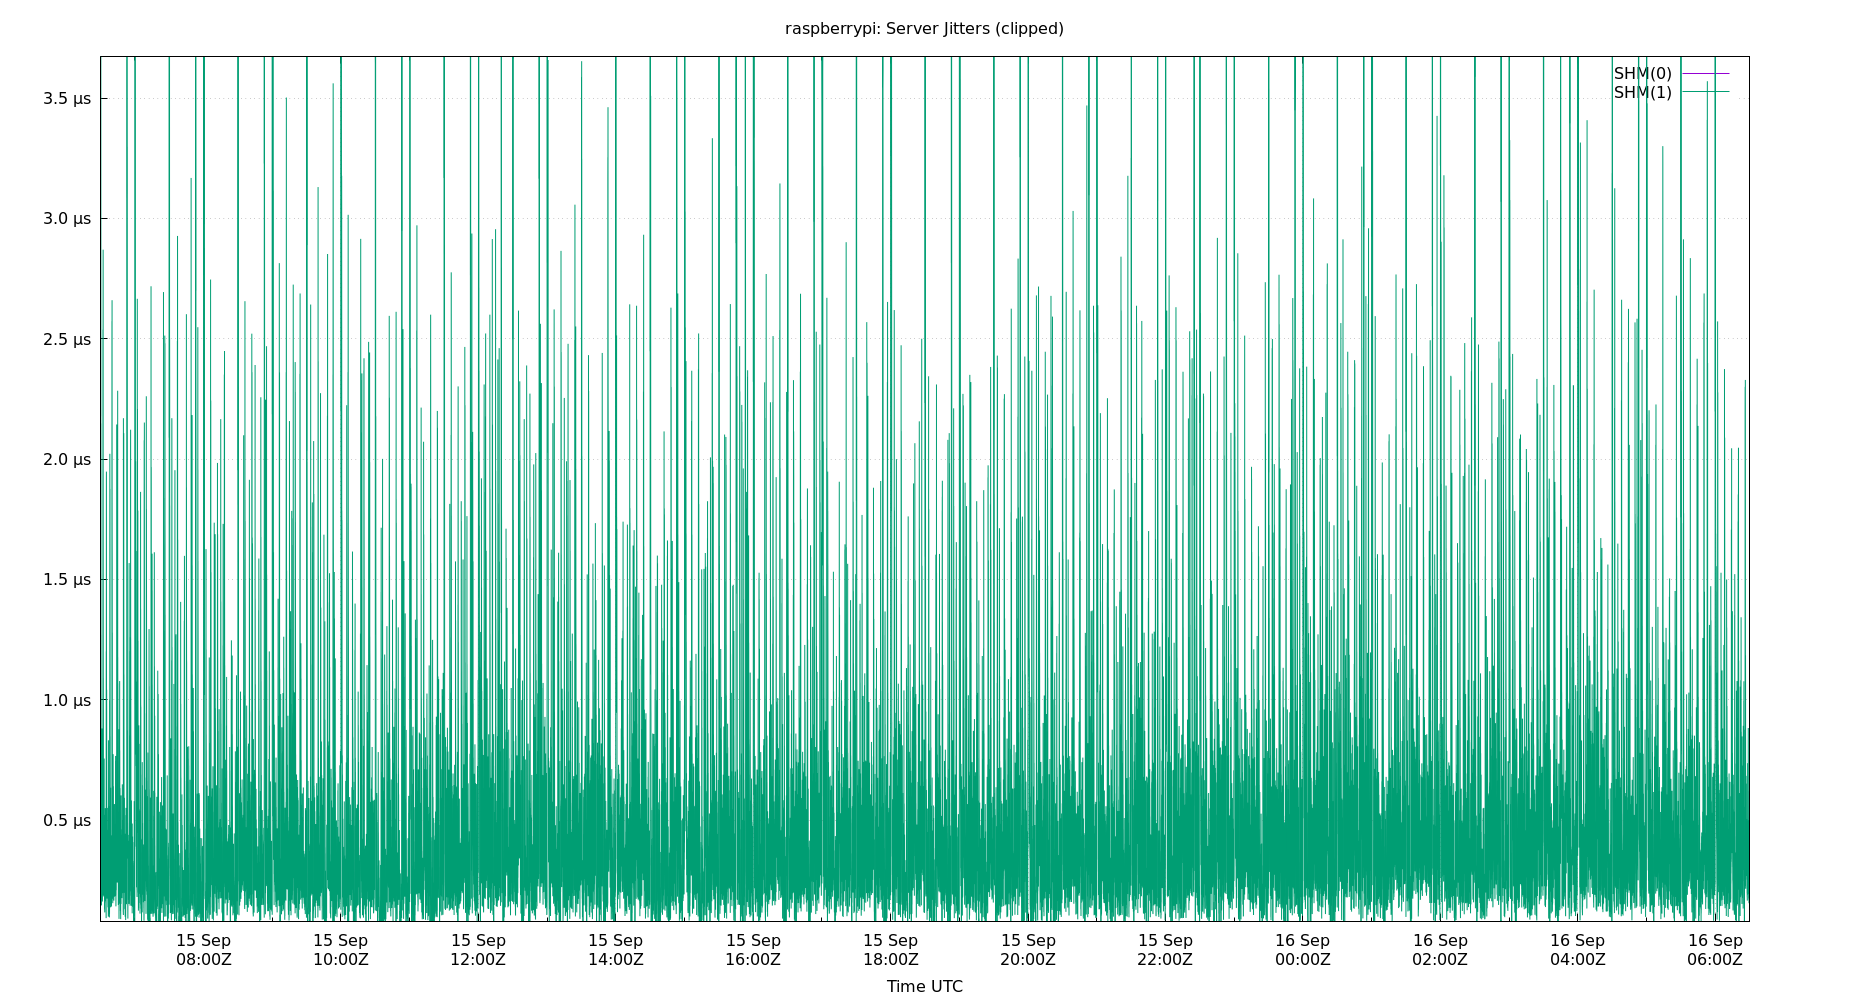 raspberrypi: Server Jitters (clipped)
SHM(0)
SHM(1)
3.5 µs
3.0 µs
2.5 µs
2.0 µs
1.5 µs
1.0 µs
0.5 µs
15 Sep 15 Sep 15 Sep 15 Sep 15 Sep 15 Sep 15 Sep 15 Sep 16 Sep 16 Sep 16 Sep 16 Sep
08:00Z 10:00Z 12:00Z 14:00Z 16:00Z 18:00Z 20:00Z 22:00Z 00:00Z 02:00Z 04:00Z 06:00Z
Time UTC